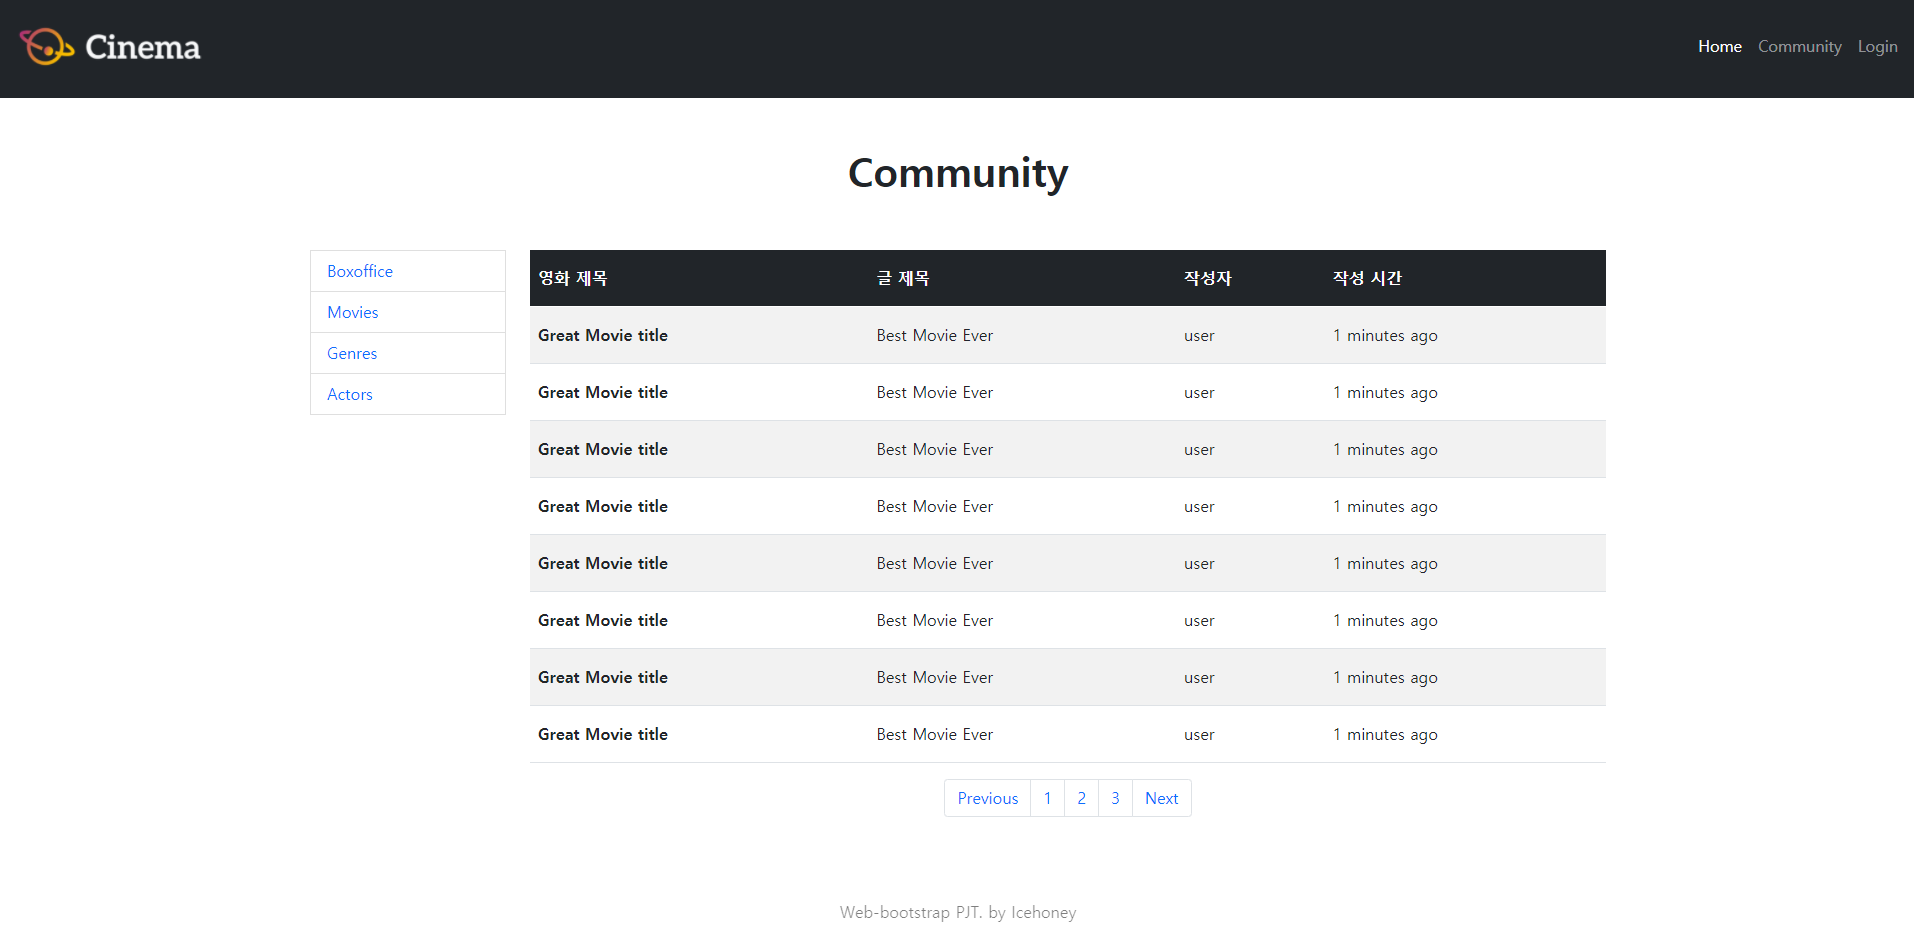 Cinema
Home Community Login
Community
Boxoffice
Movies
Genres
Actors
영화 제목 글 제목 작성자 작성 시간
Great Movie title Best Movie Ever user 1 minutes ago
Great Movie title Best Movie Ever user 1 minutes ago
Great Movie title Best Movie Ever user 1 minutes ago
Great Movie title Best Movie Ever user 1 minutes ago
Great Movie title Best Movie Ever user 1 minutes ago
Great Movie title Best Movie Ever user 1 minutes ago
Great Movie title Best Movie Ever user 1 minutes ago
Great Movie title Best Movie Ever user 1 minutes ago
Previous 1 2 3 Next
Web-bootstrap PJT. by Icehoney